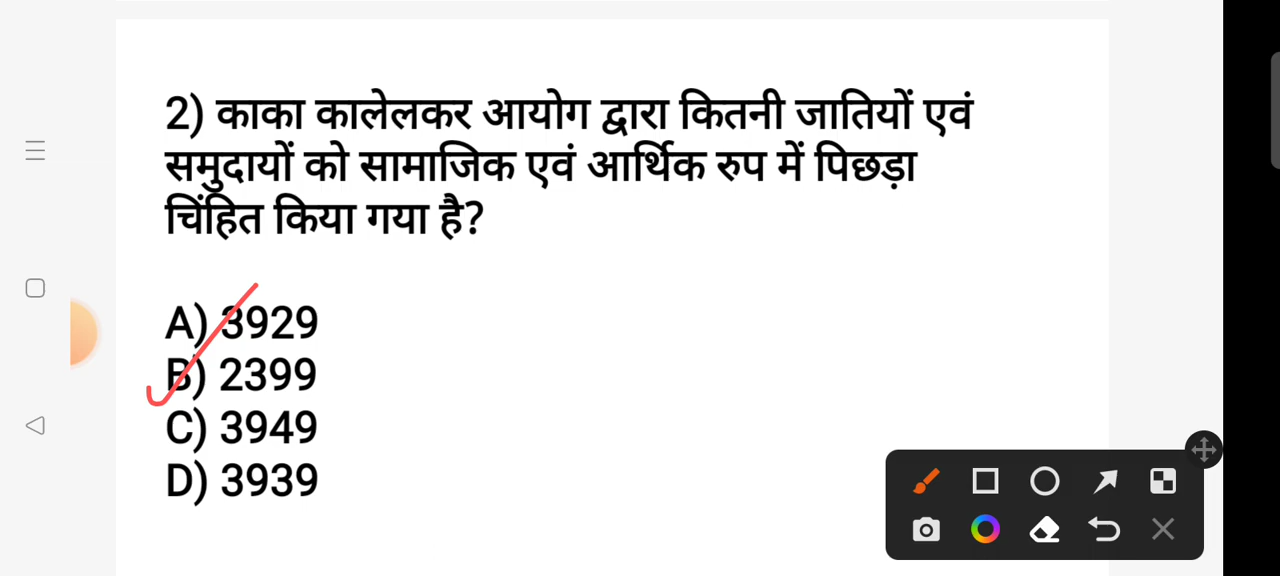 2) काका कालेलकर आयोग द्वारा कितनी जातियों एवं
समुदायों को सामाजिक एवं आर्थिक रुप में पिछड़ा
चिंहित किया गया है?
A) 3929
B) 2399
C) 3949
D) 3939